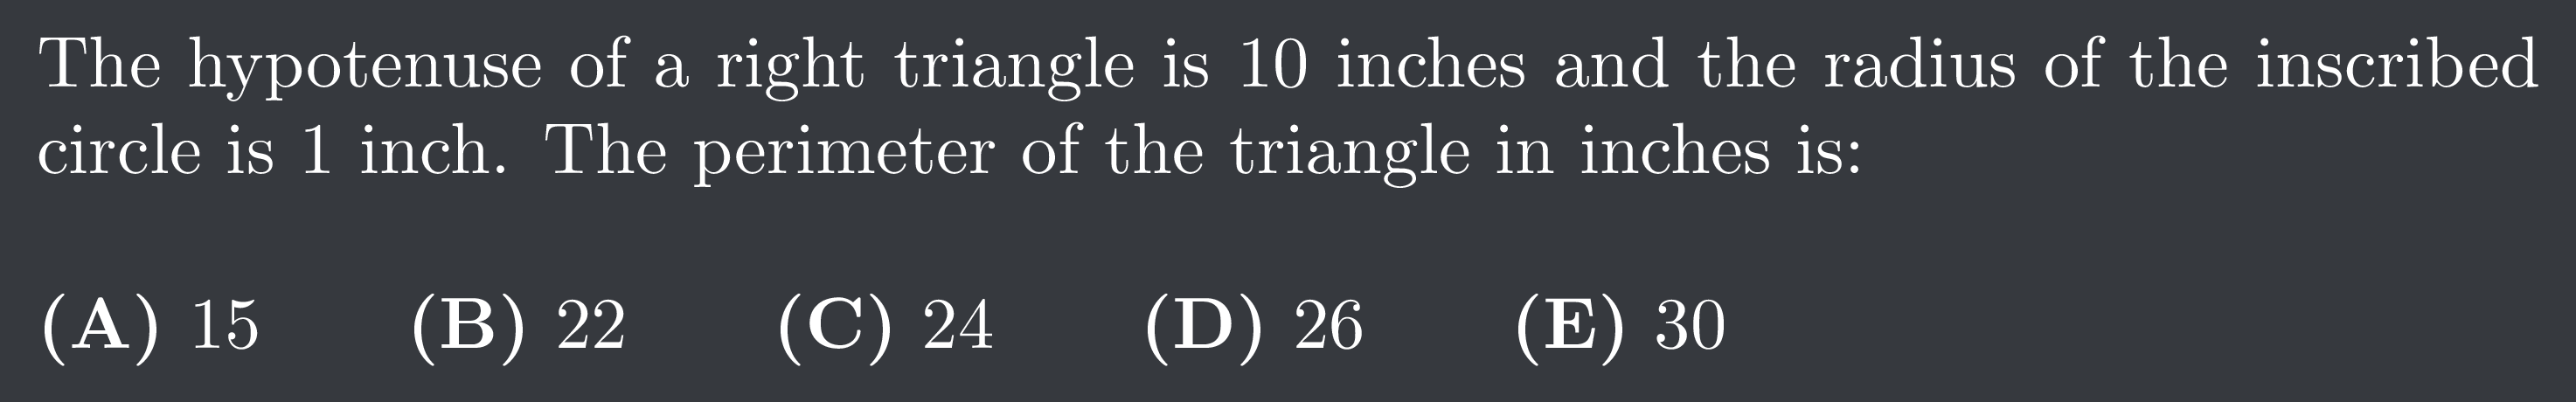 The hypotenuse of a right triangle is 10 inches and the radius of the inscribed
circle is 1 inch. The perimeter of the triangle in inches is:
(A) 15 (B) 22 (C) 24 (D) 26 (E) 30